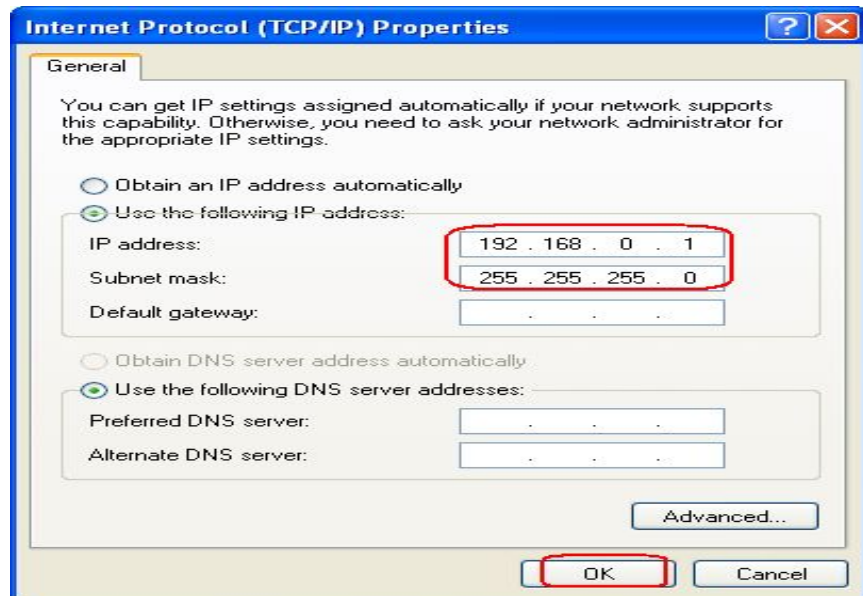 Internet Protocol (TCP/IP) Properties
General
You can get IP settings assigned automatically if your network supports
this capability. Otherwise, you need to ask your network administrator for
the appropriate IP settings.
Obtain an IP address automatically
Use the following IP address:
IP address: 192 . 168 . 0 . 1
Subnet mask: 255 . 255 . 255 . 0
Default gateway: . . .
Obtain DNS server address automatically
Use the following DNS server addresses:
Preferred DNS server: . . .
Alternate DNS server: . . .
Advanced...
OK Cancel